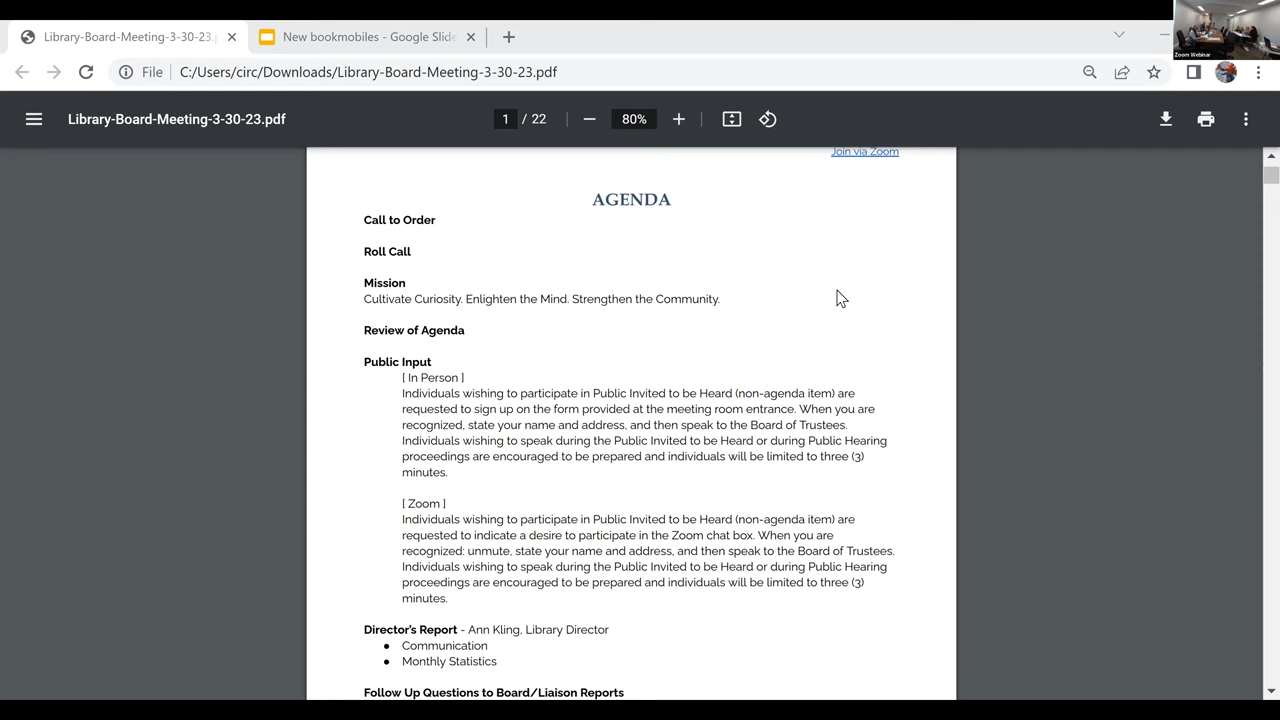 Library-Board-Meeting-3-30-23.
New bookmobiles - Google Slide
File
C:/Users/circ/Downloads/Library-Board-Meeting-3-30-23.pdf
Zoom Webinar
Library-Board-Meeting-3-30-23.pdf
1 / 22
80%
Join via Zoom
AGENDA
Call to Order
Roll Call
Mission
Cultivate Curiosity. Enlighten the Mind. Strengthen the Community.
Review of Agenda
Public Input
[ In Person ]
Individuals wishing to participate in Public Invited to be Heard (non-agenda item) are
requested to sign up on the form provided at the meeting room entrance. When you are
recognized, state your name and address, and then speak to the Board of Trustees.
Individuals wishing to speak during the Public Invited to be Heard or during Public Hearing
proceedings are encouraged to be prepared and individuals will be limited to three (3)
minutes.
[ Zoom ]
Individuals wishing to participate in Public Invited to be Heard (non-agenda item) are
requested to indicate a desire to participate in the Zoom chat box. When you are
recognized: unmute, state your name and address, and then speak to the Board of Trustees.
Individuals wishing to speak during the Public Invited to be Heard or during Public Hearing
proceedings are encouraged to be prepared and individuals will be limited to three (3)
minutes.
Director's Report - Ann Kling, Library Director
● Communication
● Monthly Statistics
Follow Up Questions to Board/Liaison Reports